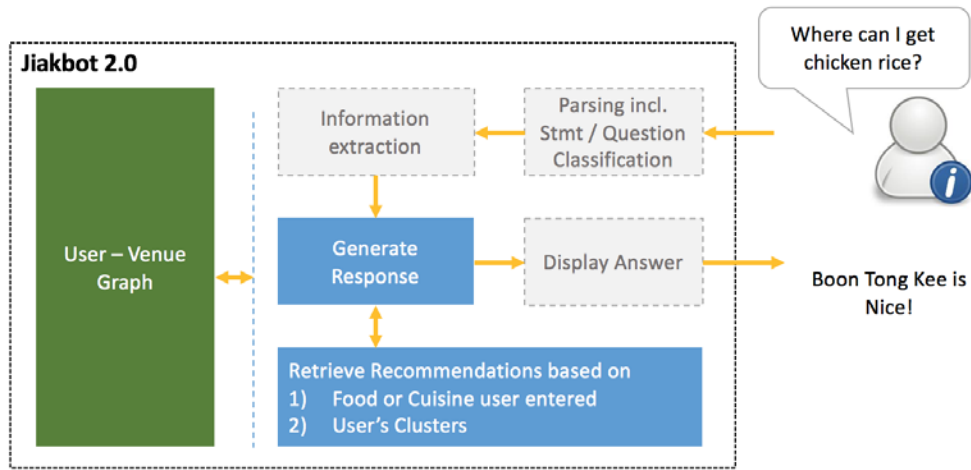 Jiakbot 2.0
Where can I get
chicken rice?
User – Venue
Graph
Information
extraction
Parsing incl.
Stmt / Question
Classification
Generate
Response
Display Answer
Boon Tong Kee is
Nice!
Retrieve Recommendations based on
1) Food or Cuisine user entered
2) User's Clusters
i